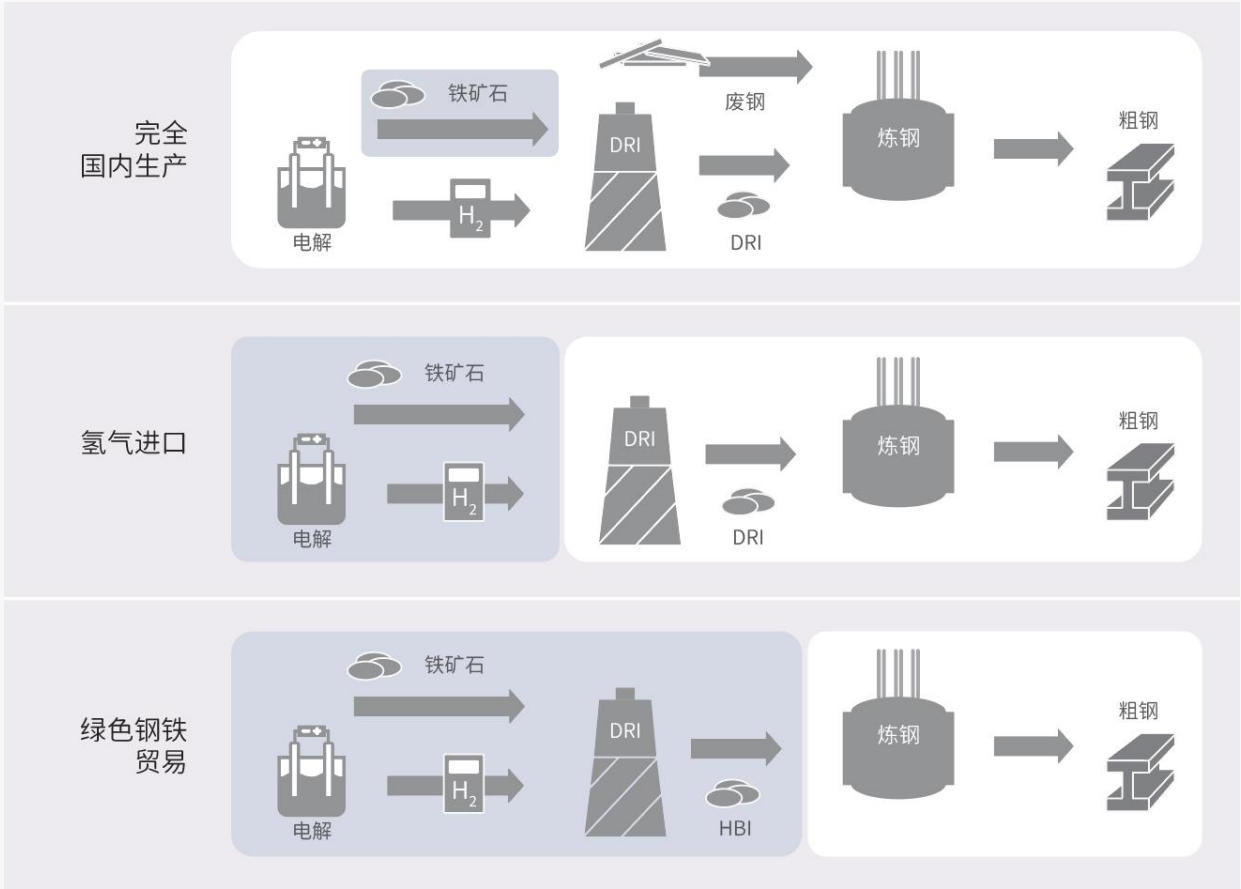 完全
国内生产
铁矿石
废钢
DRI
炼钢
粗钢
H₂
电解
DRI
氢气进口
铁矿石
DRI
炼钢
粗钢
H₂
电解
DRI
绿色钢铁
贸易
铁矿石
DRI
炼钢
粗钢
H₂
电解
HBI